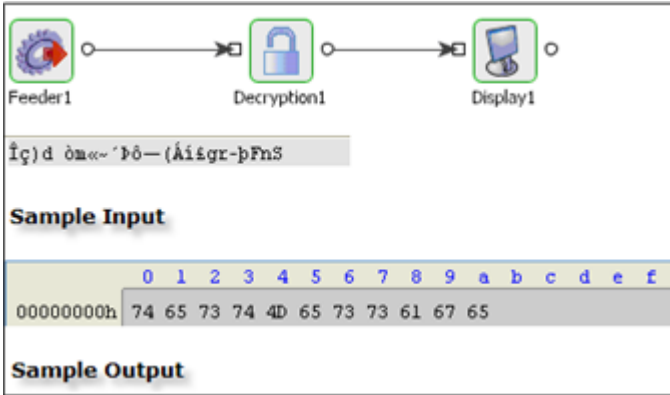 Feeder1 Decryption1 Display1
Îç)d òm«~´Þô—(Áí£gr-þFnS
Sample Input
0 1 2 3 4 5 6 7 8 9 a b c d e f
00000000h 74 65 73 74 4D 65 73 73 61 67 65
Sample Output